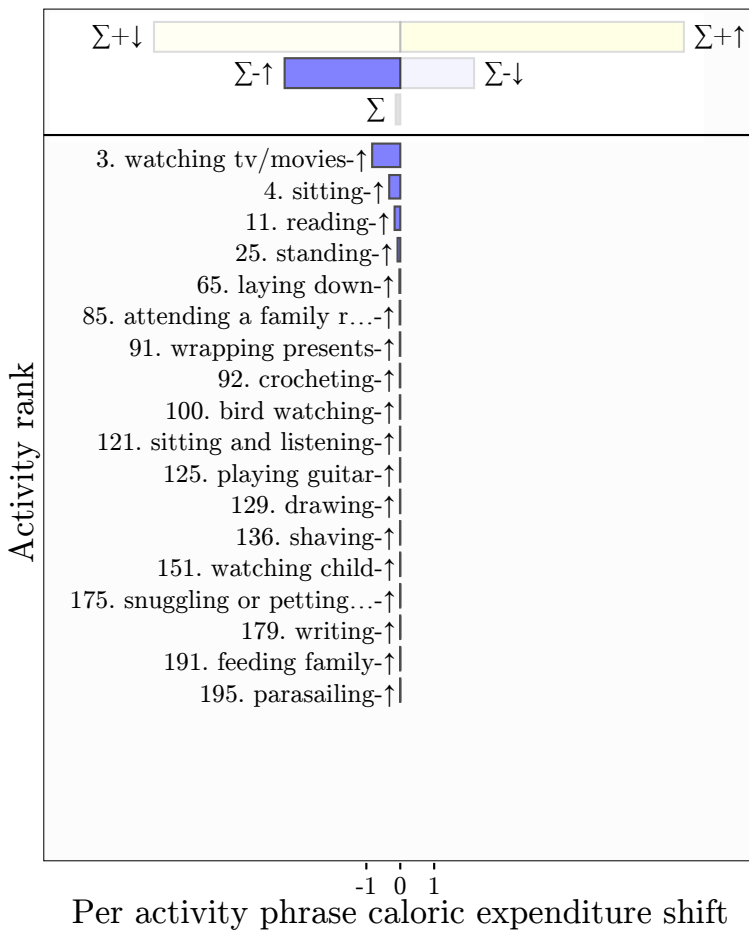 ∑+↓ ∑+↑
∑-↑ ∑-↓
∑
3. watching tv/movies-↑
4. sitting-↑
11. reading-↑
25. standing-↑
65. laying down-↑
85. attending a family r...-↑
91. wrapping presents-↑
92. crocheting-↑
100. bird watching-↑
121. sitting and listening-↑
125. playing guitar-↑
129. drawing-↑
136. shaving-↑
151. watching child-↑
175. snuggling or petting...-↑
179. writing-↑
191. feeding family-↑
195. parasailing-↑
Activity rank
-1 0 1
Per activity phrase caloric expenditure shift